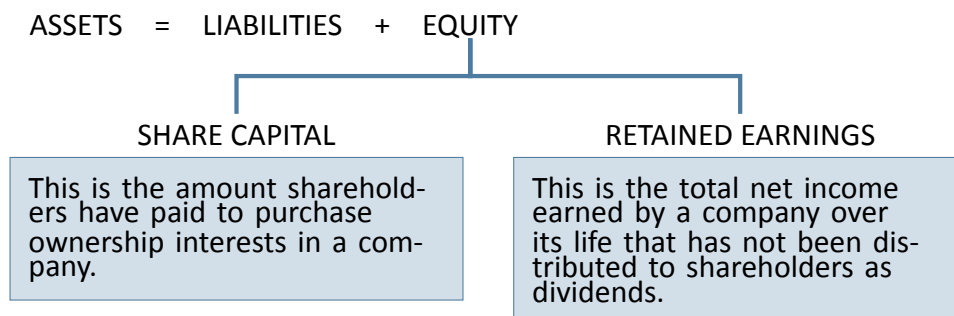 ASSETS = LIABILITIES + EQUITY
SHARE CAPITAL
This is the amount sharehold-
ers have paid to purchase
ownership interests in a com-
pany.
RETAINED EARNINGS
This is the total net income
earned by a company over
its life that has not been dis-
tributed to shareholders as
dividends.